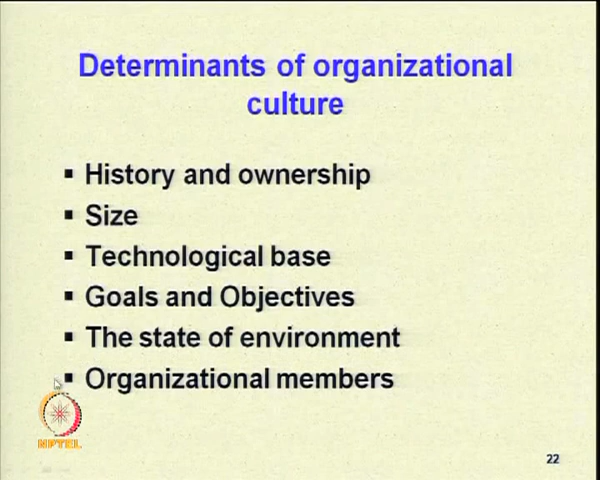 Determinants of organizational
culture
▪ History and ownership
▪ Size
▪ Technological base
▪ Goals and Objectives
▪ The state of environment
▪ Organizational members
NPTEL
22